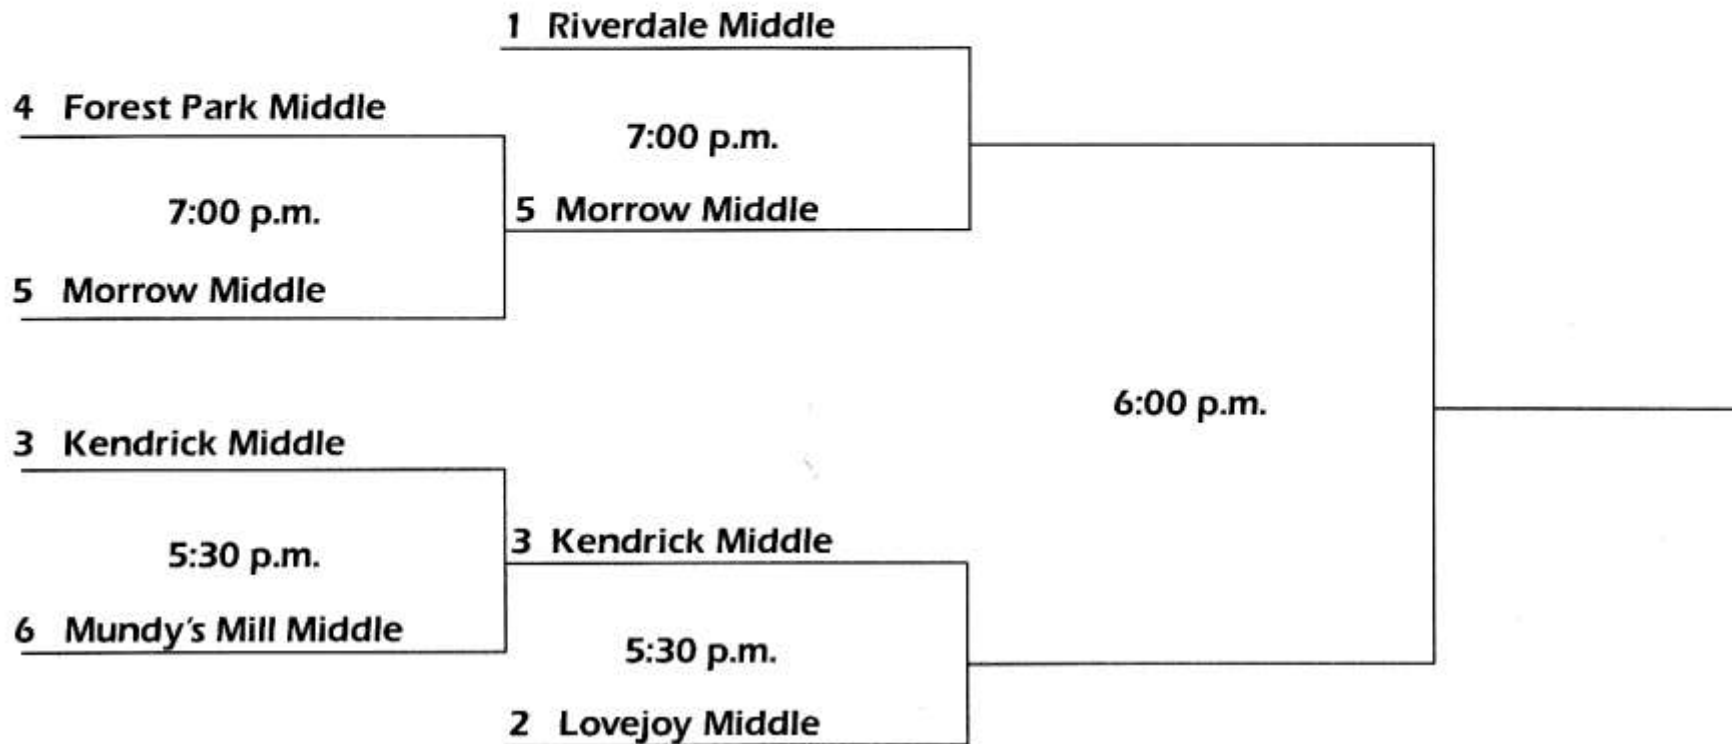 1 Riverdale Middle
4 Forest Park Middle
7:00 p.m.
7:00 p.m.
5 Morrow Middle
5 Morrow Middle
6:00 p.m.
3 Kendrick Middle
3 Kendrick Middle
5:30 p.m.
6 Mundy's Mill Middle
5:30 p.m.
2 Lovejoy Middle